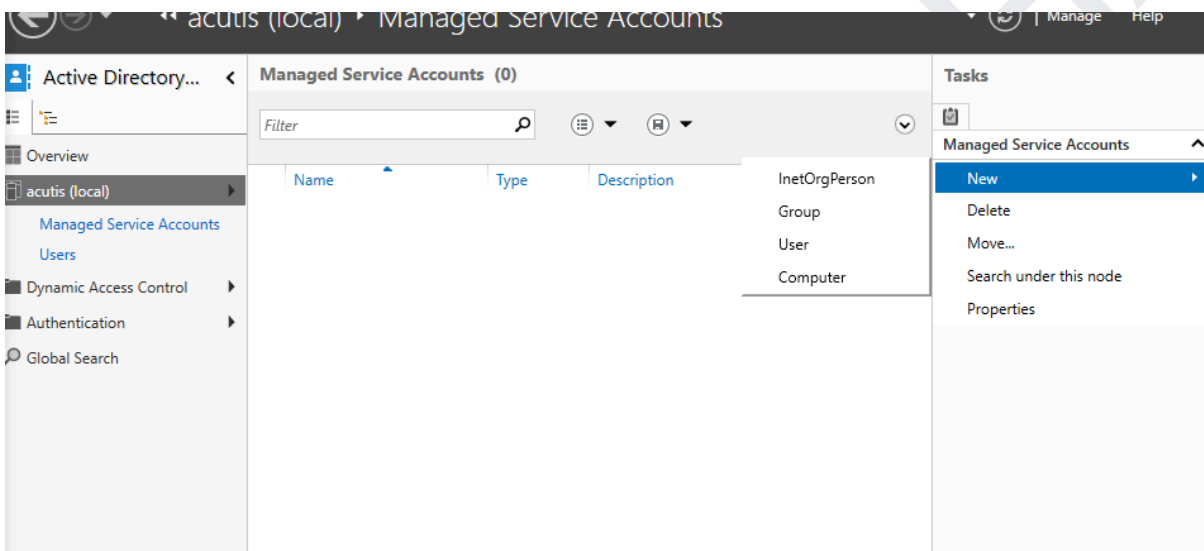 acutis (local) ‣ Managed Service Accounts
Manage Help
Active Directory...
Overview
acutis (local)
Managed Service Accounts
Users
Dynamic Access Control
Authentication
Global Search
Managed Service Accounts (0)
Filter
Name Type Description
InetOrgPerson
Group
User
Computer
Tasks
Managed Service Accounts
New
Delete
Move...
Search under this node
Properties